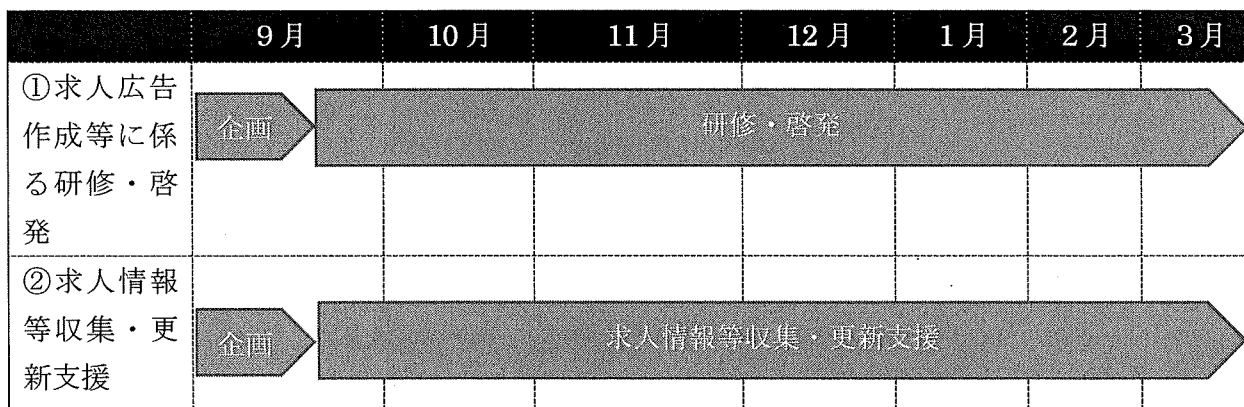 9月 10月 11月 12月 1月 2月 3月
①求人広告
作成等に係
る研修・啓
発
企画
研修・啓発
②求人情報
等収集・更
新支援
企画
求人情報等収集・更新支援